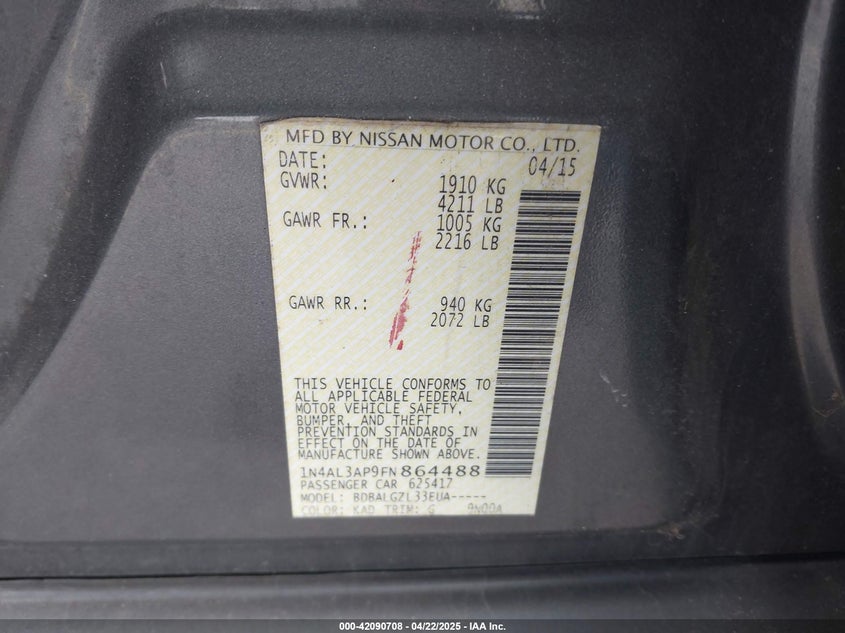 MFD BY NISSAN MOTOR CO., LTD.
DATE: 04/15
GVWR: 1910 KG
4211 LB
GAWR FR.: 1005 KG
2216 LB
GAWR RR.: 940 KG
2072 LB
THIS VEHICLE CONFORMS TO
ALL APPLICABLE FEDERAL
MOTOR VEHICLE SAFETY,
BUMPER, AND THEFT
PREVENTION STANDARDS IN
EFFECT ON THE DATE OF
MANUFACTURE SHOWN ABOVE.
1N4AL3AP9FN864488
PASSENGER CAR 625417
MODEL: BDBALGZL33EUA-----
COLOR: KAD TRIM: G
000-42090708 - 04/22/2025 - IAA Inc.